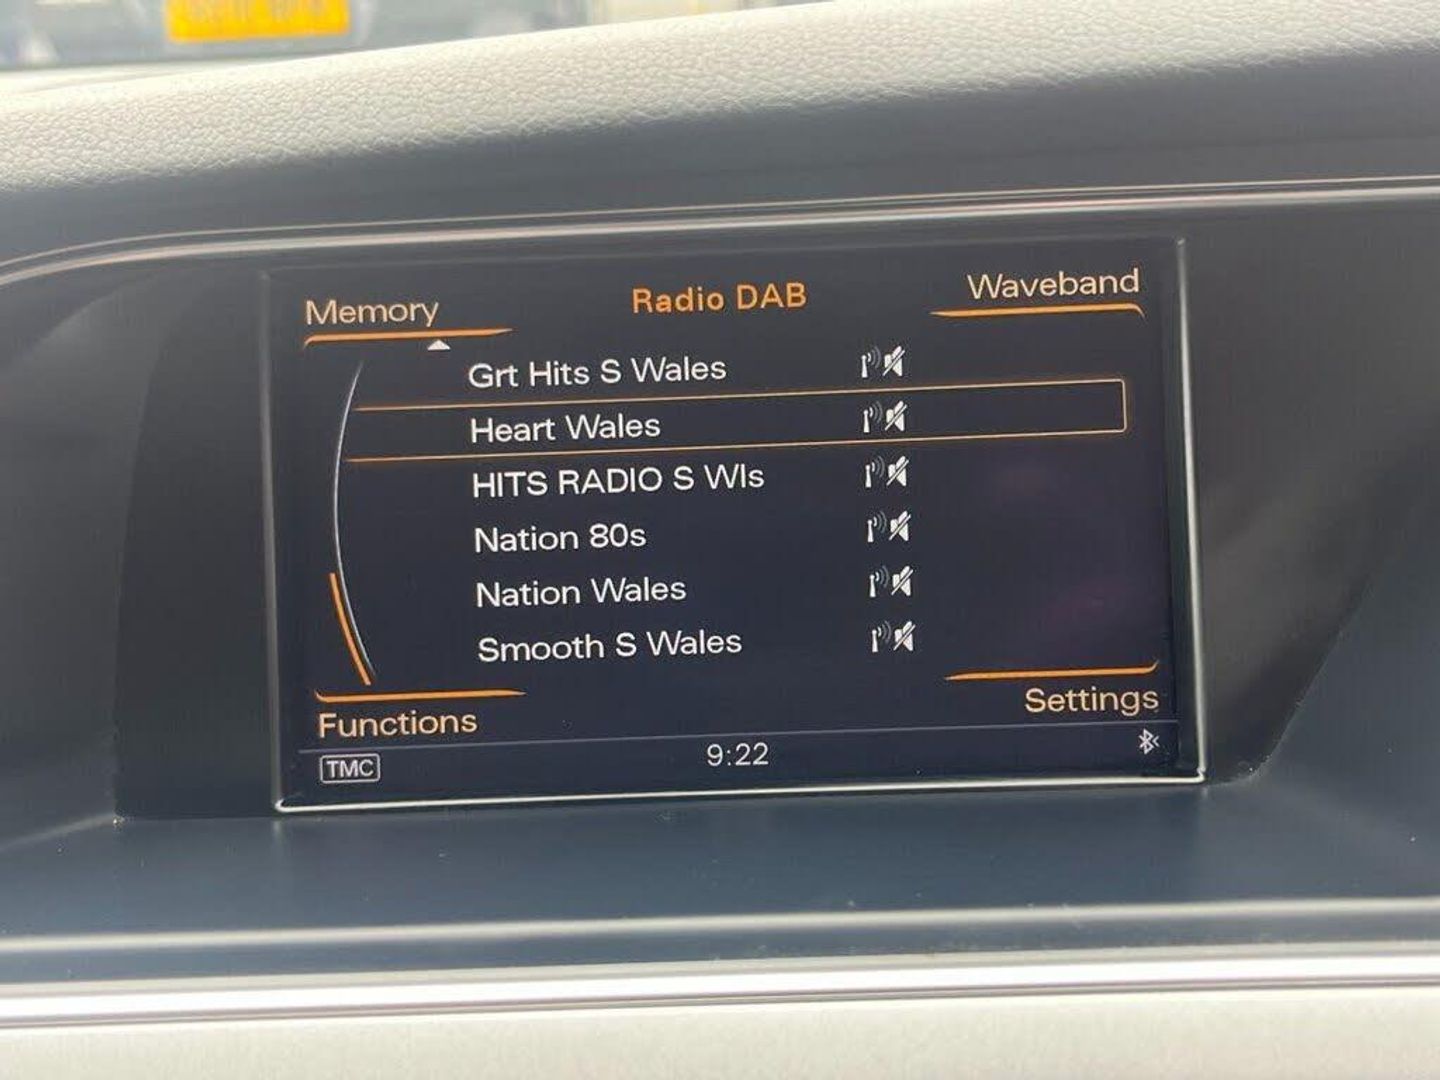 Memory
Radio DAB
Waveband
Grt Hits S Wales
Heart Wales
HITS RADIO S Wls
Nation 80s
Nation Wales
Smooth S Wales
Functions
Settings
TMC
9:22